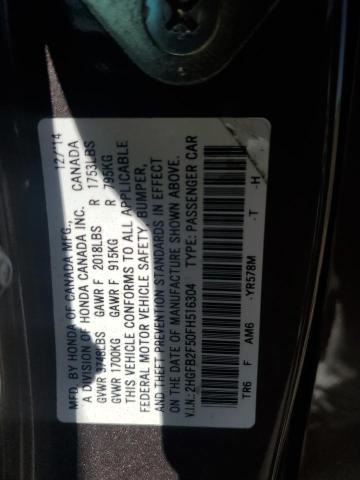 MFD. BY HONDA OF CANADA MFG., 12/'14
A DIVISION OF HONDA CANADA INC. CANADA
GVWR 3748LBS GAWR F 2018LBS R 1753LBS
GVWR 1700KG GAWR F 915KG R 795KG
THIS VEHICLE CONFORMS TO ALL APPLICABLE
FEDERAL MOTOR VEHICLE SAFETY, BUMPER,
AND THEFT PREVENTION STANDARDS IN EFFECT
ON THE DATE OF MANUFACTURE SHOWN ABOVE.
V.I.N.: 2HGFB2F50FH516304 TYPE: PASSENGER CAR
TR6 F AM6 -YR578M -T -H